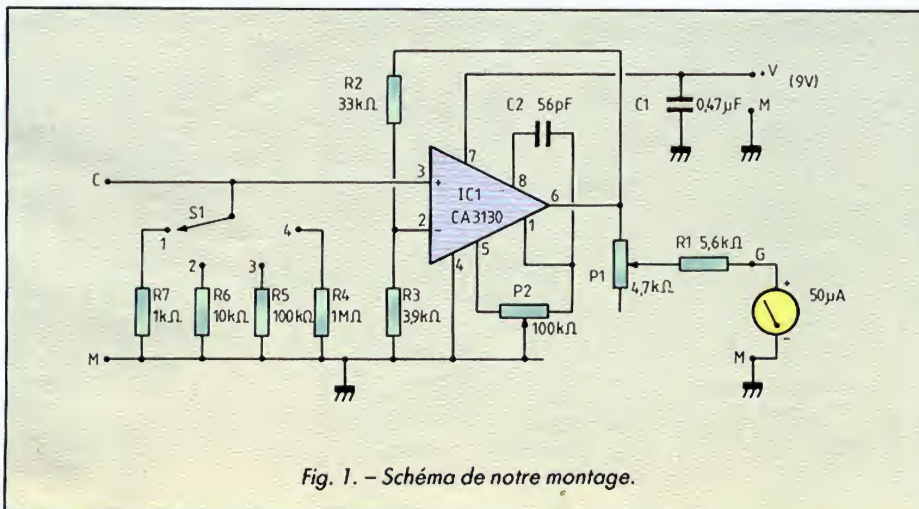 R2
33kΩ
C2 56pF
C1
0,47µF
+V
(9V)
M
C
S1
1
2
3
4
R7
1kΩ
R6
10kΩ
R5
100kΩ
R4
1MΩ
R3
3,9kΩ
3
+
2
-
7
8
6
1
5
4
IC1
CA3130
P2
100kΩ
P1
4,7kΩ
R1 5,6kΩ
G
+
50µA
-
M
M
Fig. 1. – Schéma de notre montage.